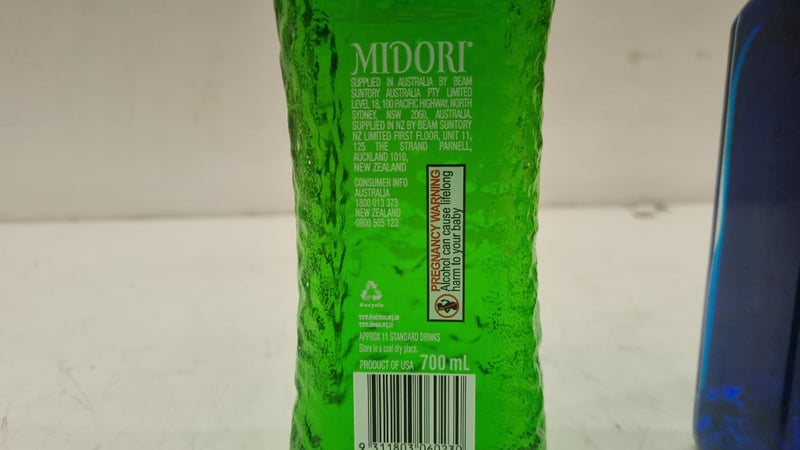 MIDORI
SUPPLIED IN AUSTRALIA BY BEAM
SUNTORY AUSTRALIA PTY LIMITED
LEVEL 18, 100 PACIFIC HIGHWAY, NORTH
SYDNEY, NSW 2060, AUSTRALIA.
SUPPLIED IN NZ BY BEAM SUNTORY
NZ LIMITED FIRST FLOOR, UNIT 11,
125 THE STRAND PARNELL,
AUCKLAND 1010,
NEW ZEALAND
CONSUMER INFO
AUSTRALIA
1800 013 373
NEW ZEALAND
0800 505 123
PREGNANCY WARNING
Alcohol can cause lifelong
harm to your baby
Recycle
APPROX 11 STANDARD DRINKS
Store in a cool dry place.
PRODUCT OF USA 700 mL
9 311803 060230